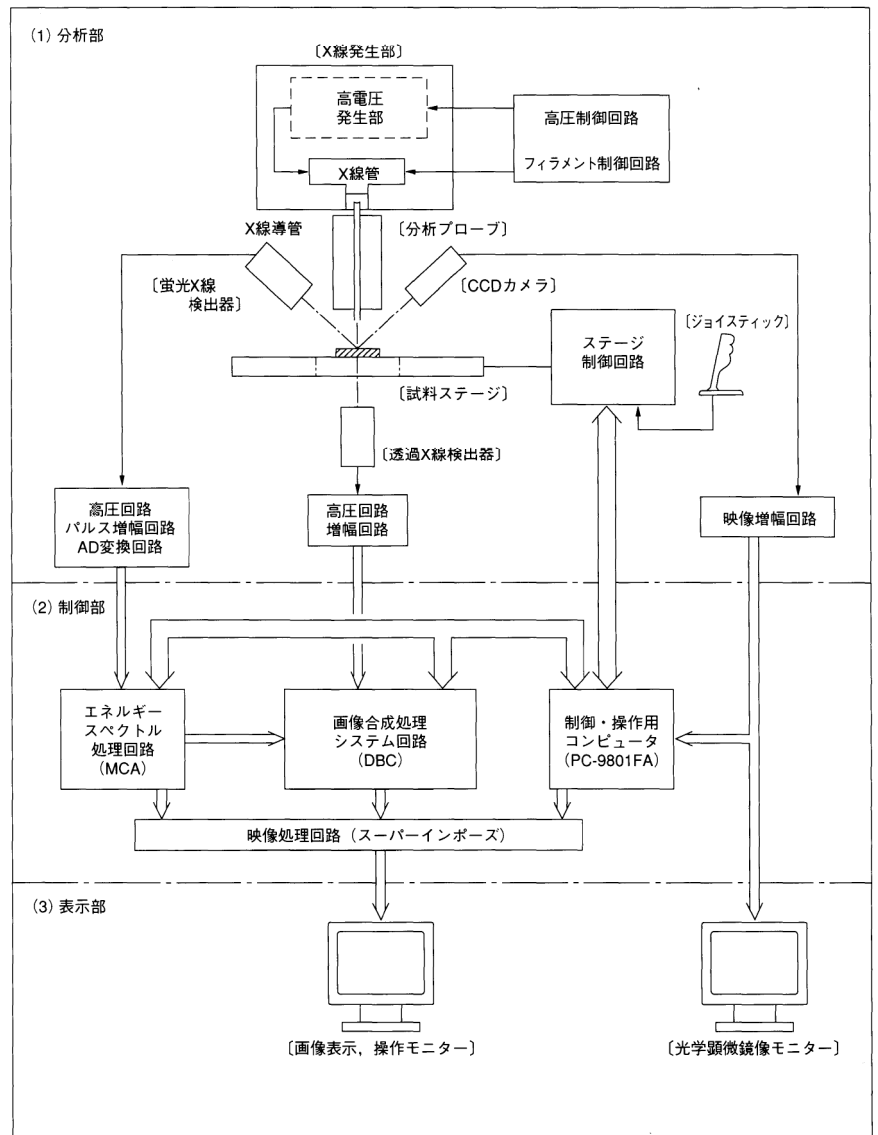 (1) 分析部
〔X線発生部〕
高電圧
発生部
高圧制御回路
フィラメント制御回路
X線管
X線導管
〔分析プローブ〕
〔蛍光X線
検出器〕
〔CCDカメラ〕
〔ジョイスティック〕
ステージ
制御回路
〔試料ステージ〕
〔透過X線検出器〕
高圧回路
パルス増幅回路
AD変換回路
高圧回路
増幅回路
映像増幅回路
(2) 制御部
エネルギー
スペクトル
処理回路
(MCA)
画像合成処理
システム回路
(DBC)
制御・操作用
コンピュータ
(PC-9801FA)
映像処理回路（スーパーインポーズ）
(3) 表示部
〔画像表示，操作モニター〕
〔光学顕微鏡像モニター〕